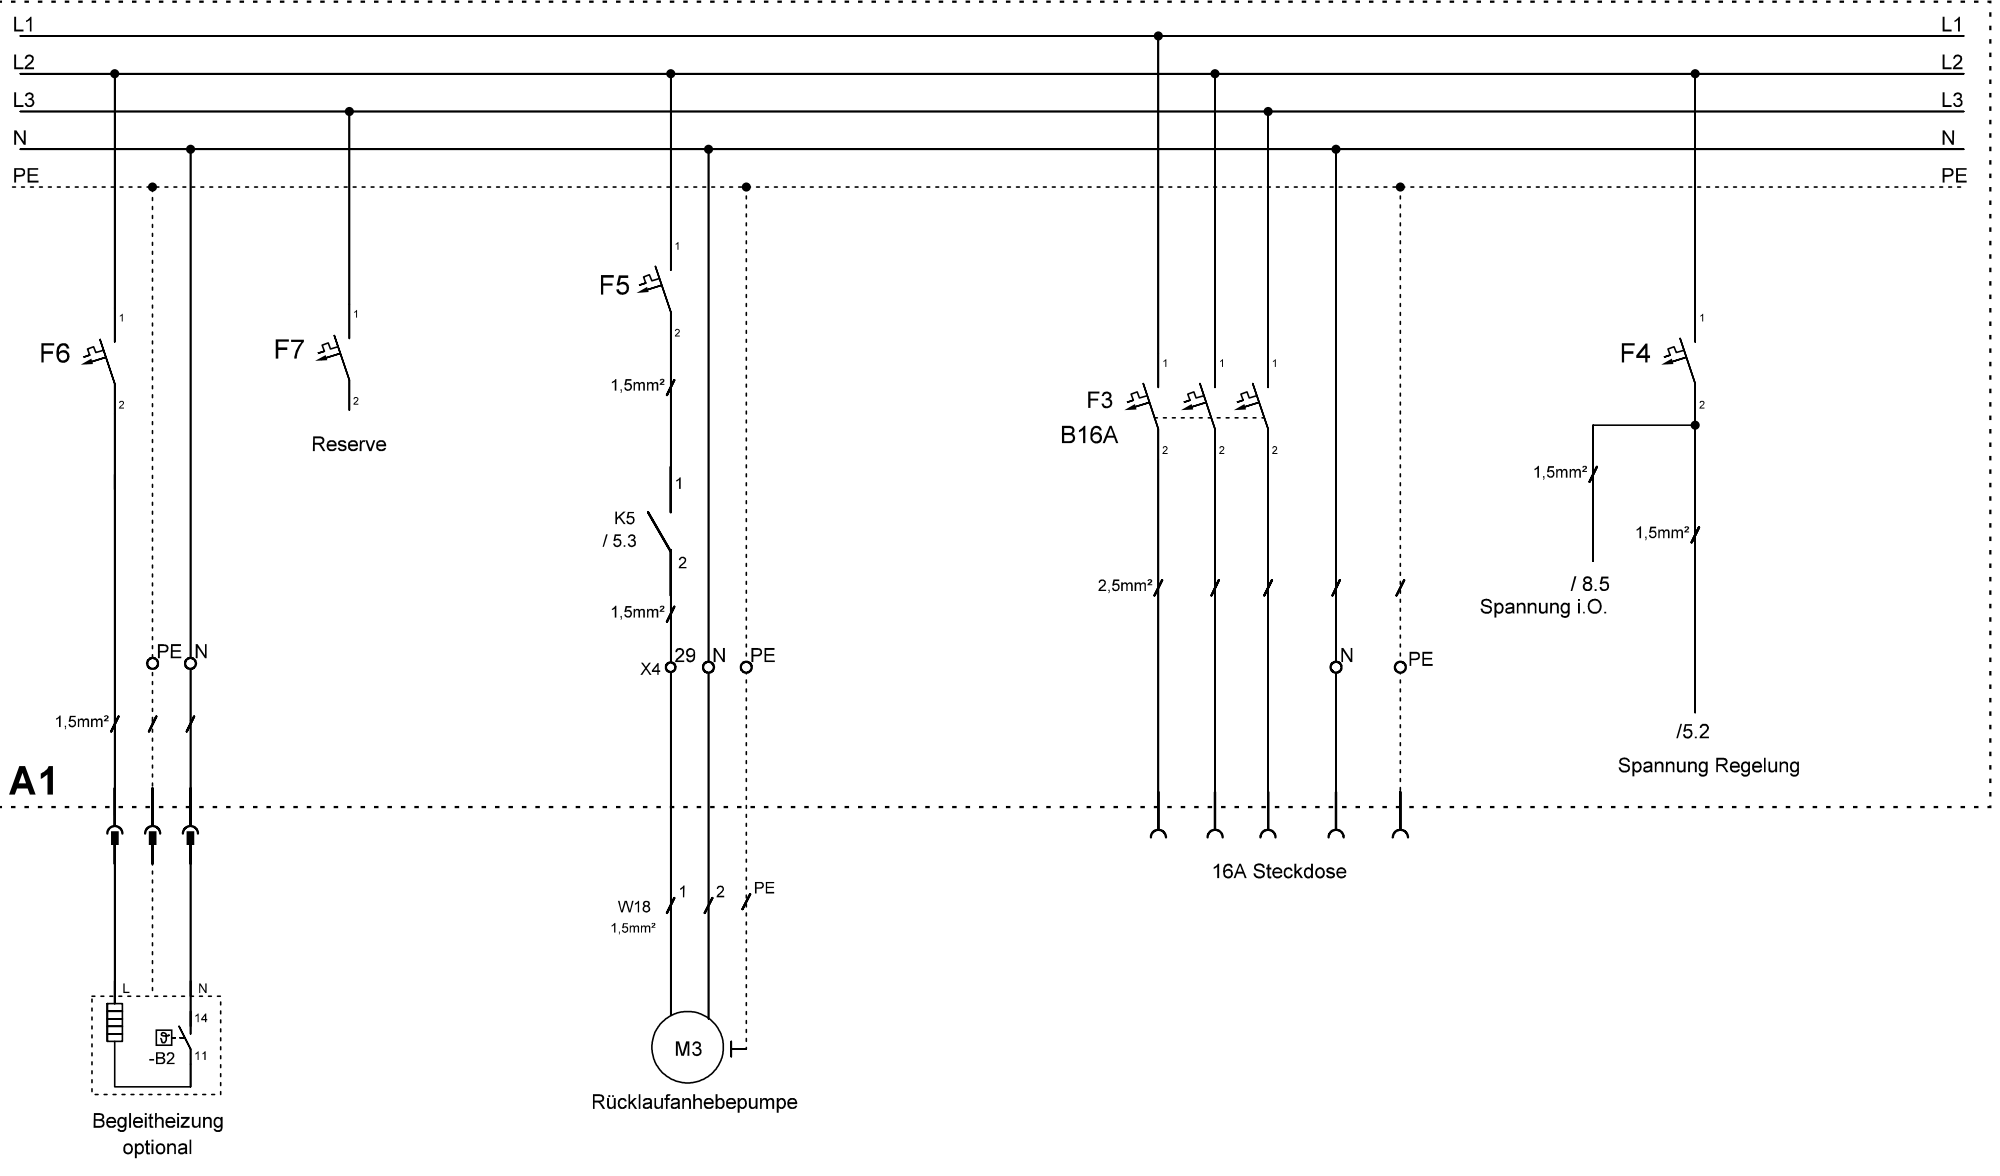 L1 L1
L2 L2
L3 L3
N N
PE PE
1
F5
2
1,5mm²
1
F6
2
1
F7
2
Reserve
1
F4
2
1 1 1
F3
B16A
2 2 2
1,5mm²
1
K5
/ 5.3
2
1,5mm²
1,5mm²
2,5mm²
/ 8.5
Spannung i.O.
PE N
X4 29 N PE
N PE
1,5mm²
/5.2
Spannung Regelung
A1
16A Steckdose
W18 1 2 PE
1,5mm²
L N
14
ϑ
-B2 11
M3
Rücklaufanhebepumpe
Begleitheizung
optional